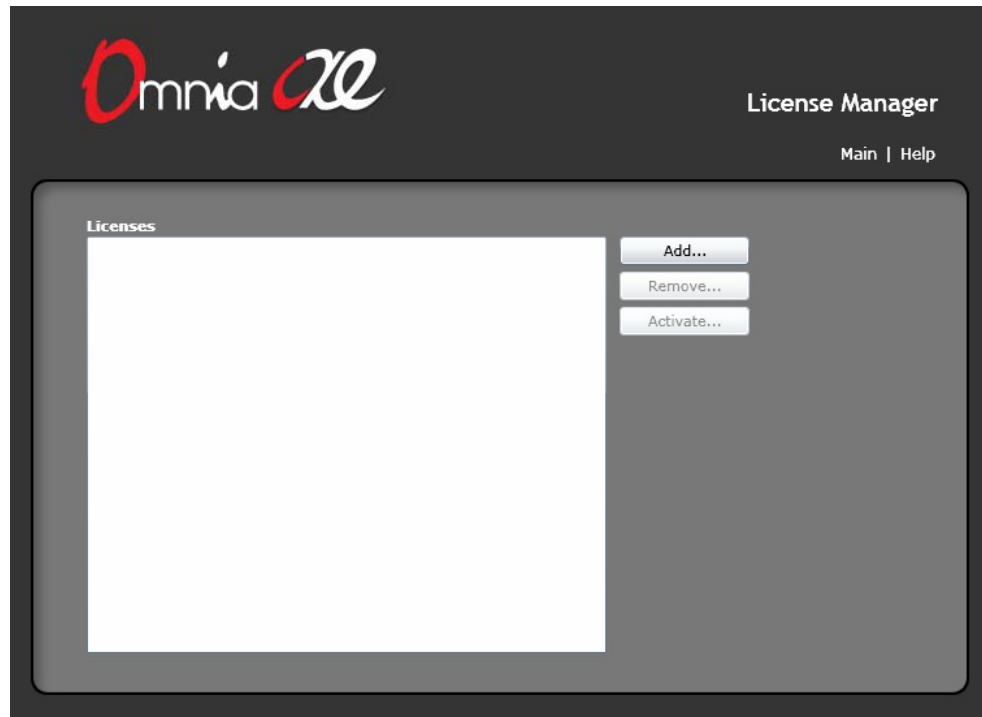 Omnia axe
License Manager
Main | Help
Licenses
Add...
Remove...
Activate...